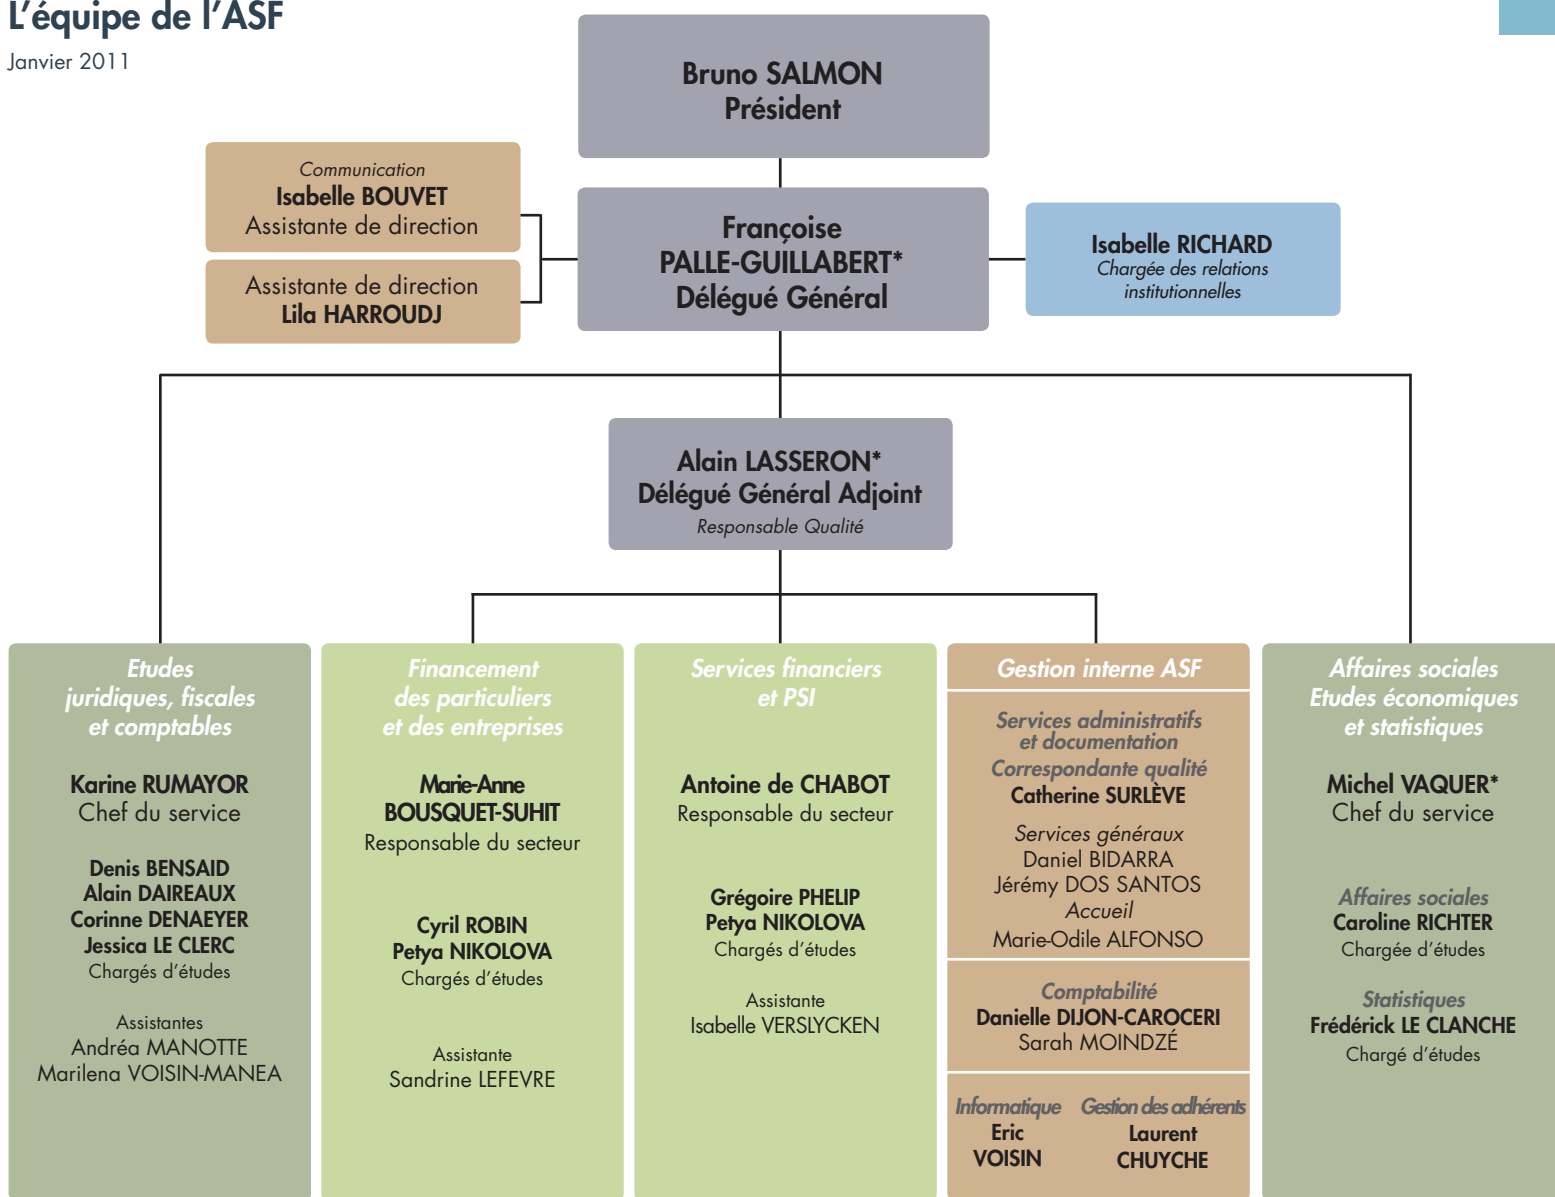 L'équipe de l'ASF
Janvier 2011
Bruno SALMON
Président
Communication
Isabelle BOUVET
Assistante de direction
Assistante de direction
Lila HARROUDJ
Françoise
PALLE-GUILLABERT*
Délégué Général
Isabelle RICHARD
Chargée des relations
institutionnelles
Alain LASSERON*
Délégué Général Adjoint
Responsable Qualité
Etudes
juridiques, fiscales
et comptables
Karine RUMAYOR
Chef du service
Denis BENSAID
Alain DAIREAUX
Corinne DENAEYER
Jessica LE CLERC
Chargés d'études
Assistantes
Andréa MANOTTE
Marilena VOISIN-MANEA
Financement
des particuliers
et des entreprises
Marie-Anne
BOUSQUET-SUHIT
Responsable du secteur
Cyril ROBIN
Petya NIKOLOVA
Chargés d'études
Assistante
Sandrine LEFEVRE
Services financiers
et PSI
Antoine de CHABOT
Responsable du secteur
Grégoire PHELIP
Petya NIKOLOVA
Chargés d'études
Assistante
Isabelle VERSLYCKEN
Gestion interne ASF
Services administratifs
et documentation
Correspondante qualité
Catherine SURLÈVE
Services généraux
Daniel BIDARRA
Jérémy DOS SANTOS
Accueil
Marie-Odile ALFONSO
Comptabilité
Danielle DIJON-CAROCERI
Sarah MOINDZÉ
Informatique
Eric
VOISIN
Gestion des adhérents
Laurent
CHUYCHE
Affaires sociales
Etudes économiques
et statistiques
Michel VAQUER*
Chef du service
Affaires sociales
Caroline RICHTER
Chargée d'études
Statistiques
Frédérick LE CLANCHE
Chargé d'études